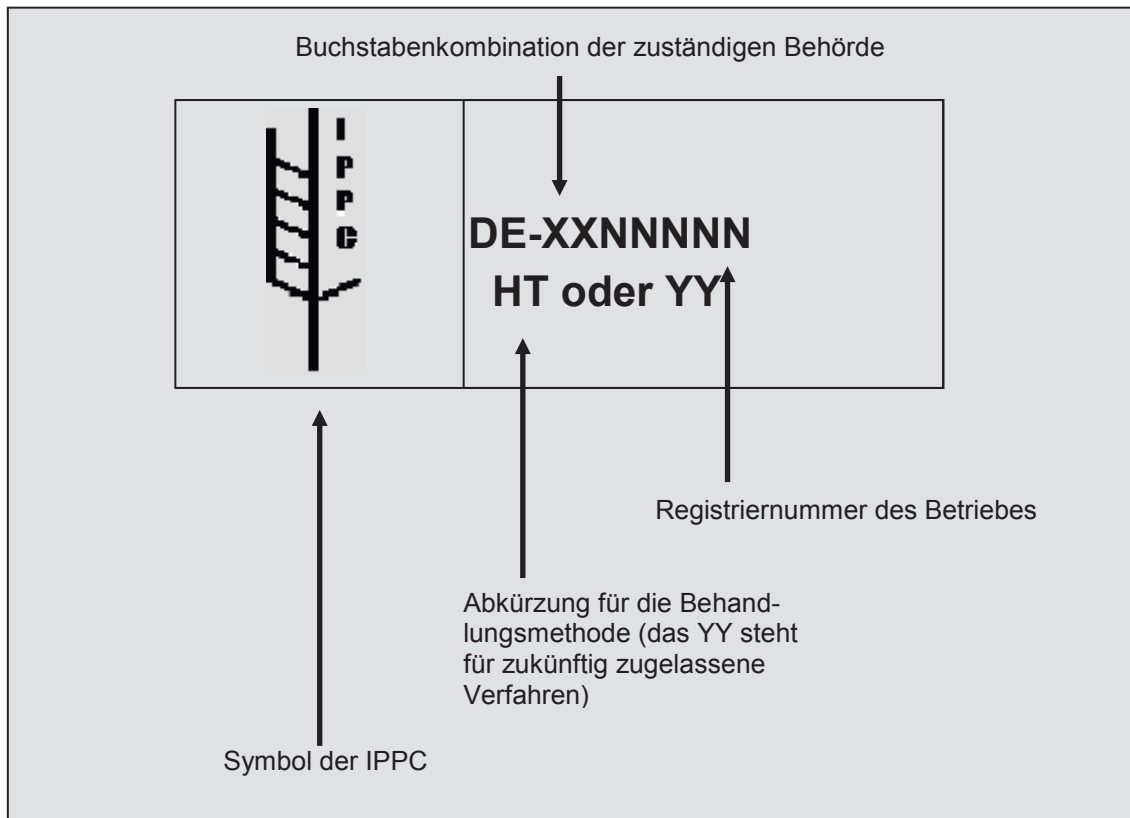 Buchstabenkombination der zuständigen Behörde
I
P
P
C
DE-XXNNNNN
HT oder YY
Registriernummer des Betriebes
Abkürzung für die Behand-
lungsmethode (das YY steht
für zukünftig zugelassene
Verfahren)
Symbol der IPPC